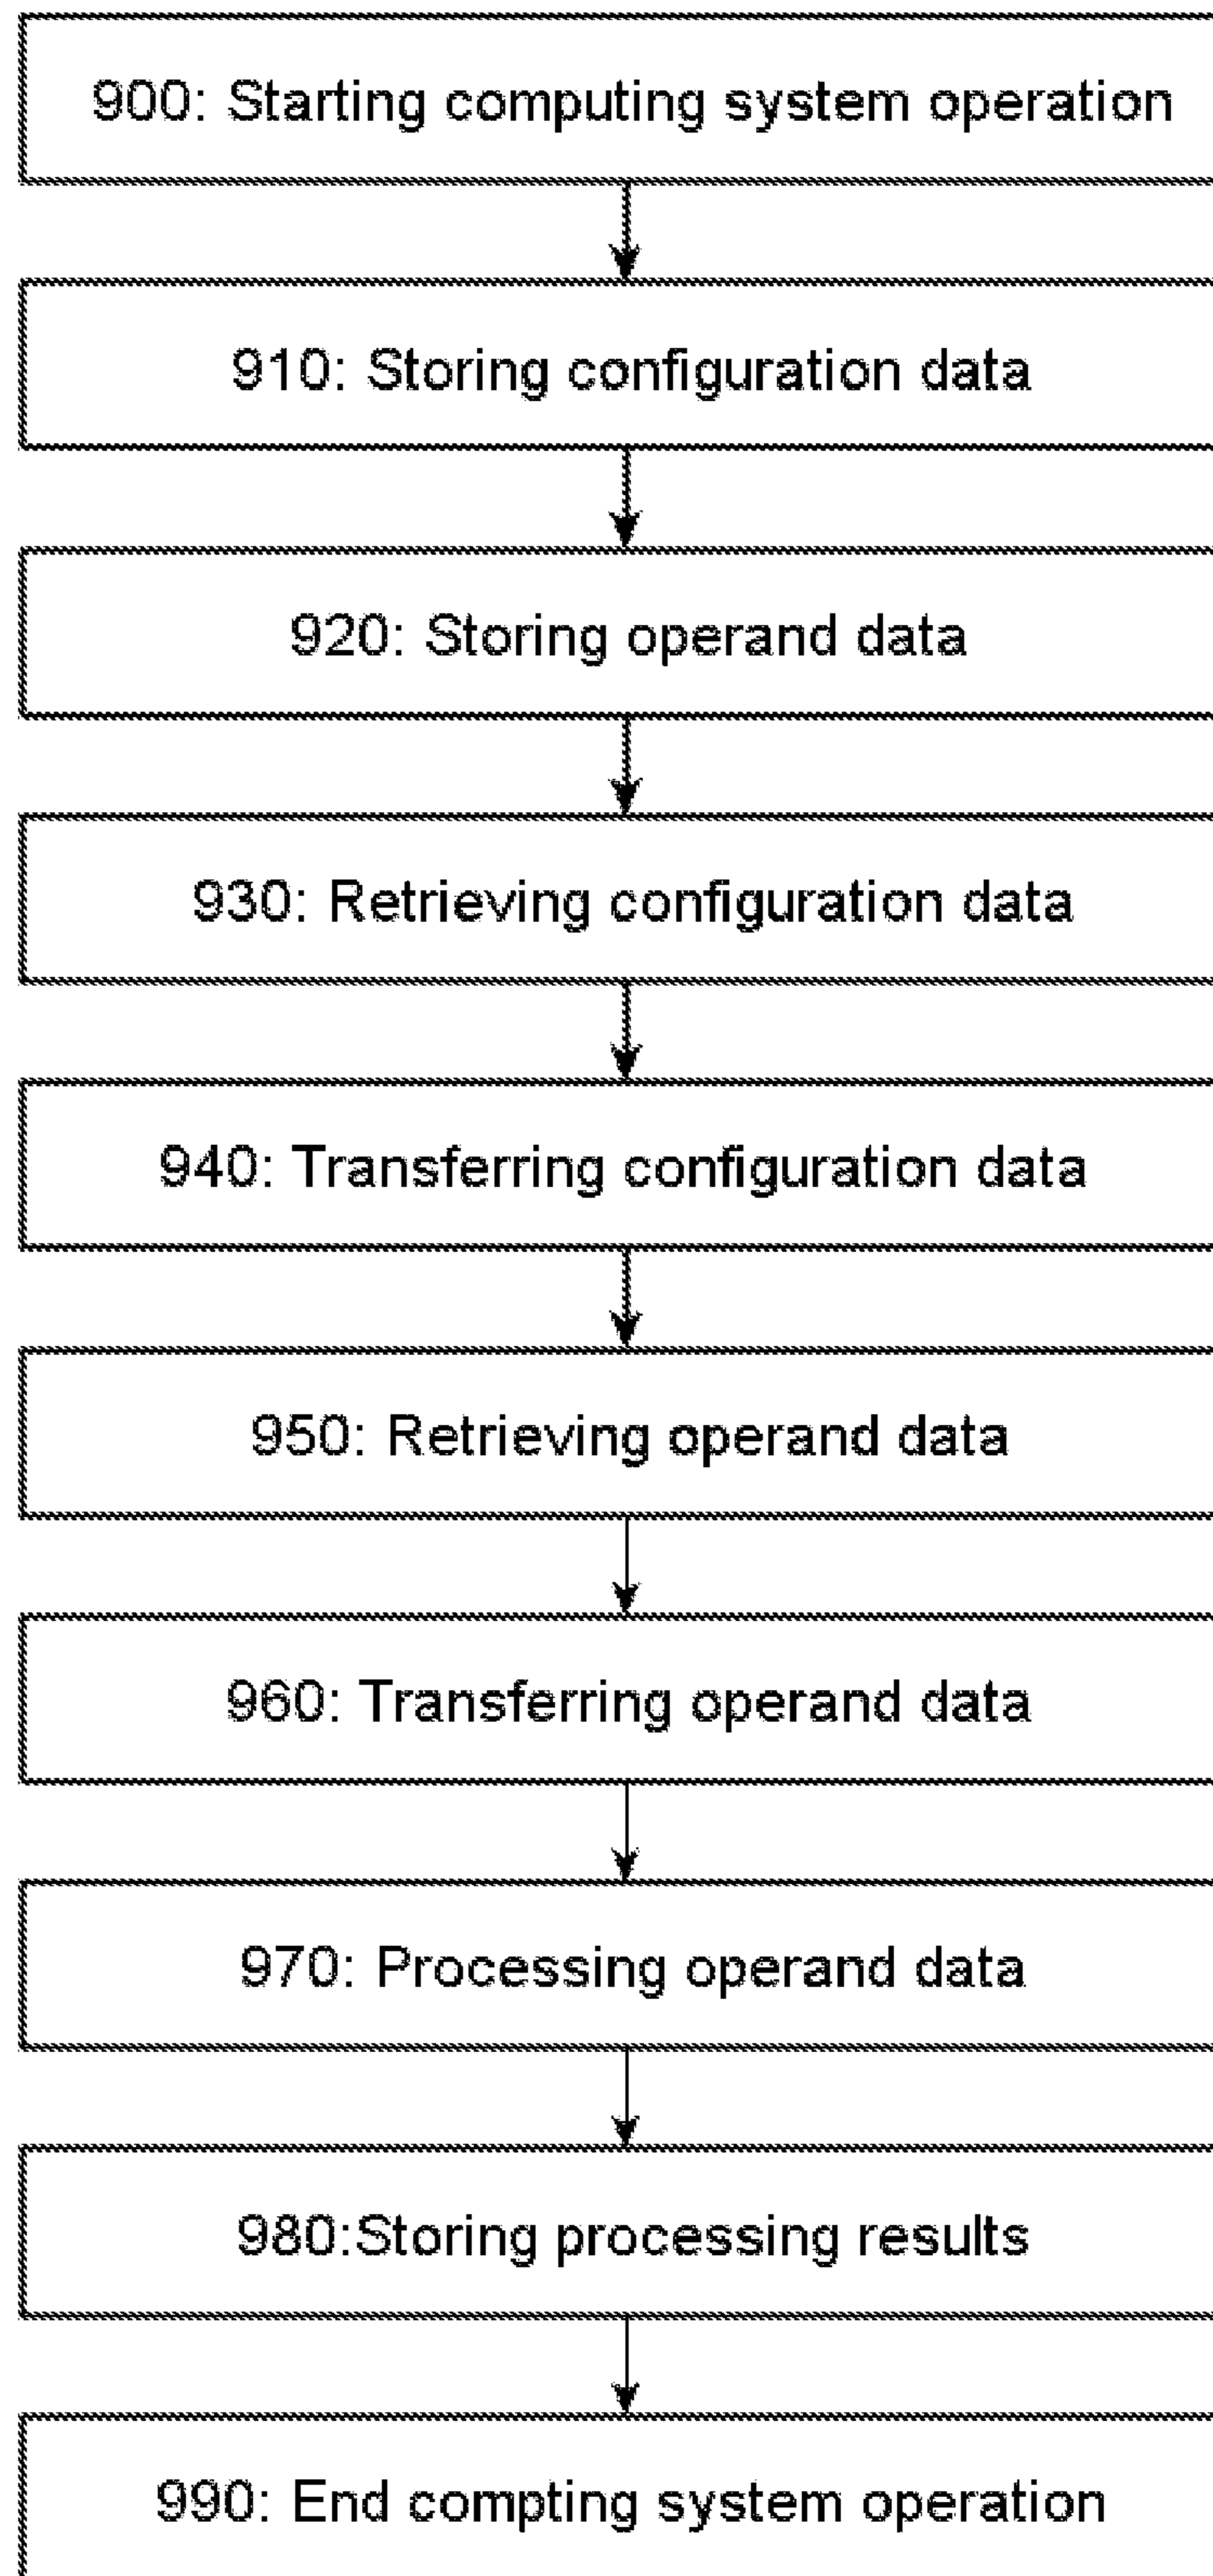 900: Starting computing system operation
910: Storing configuration data
920: Storing operand data
930: Retrieving configuration data
940: Transferring configuration data
950: Retrieving operand data
960: Transferring operand data
970: Processing operand data
980:Storing processing results
990: End compting system operation